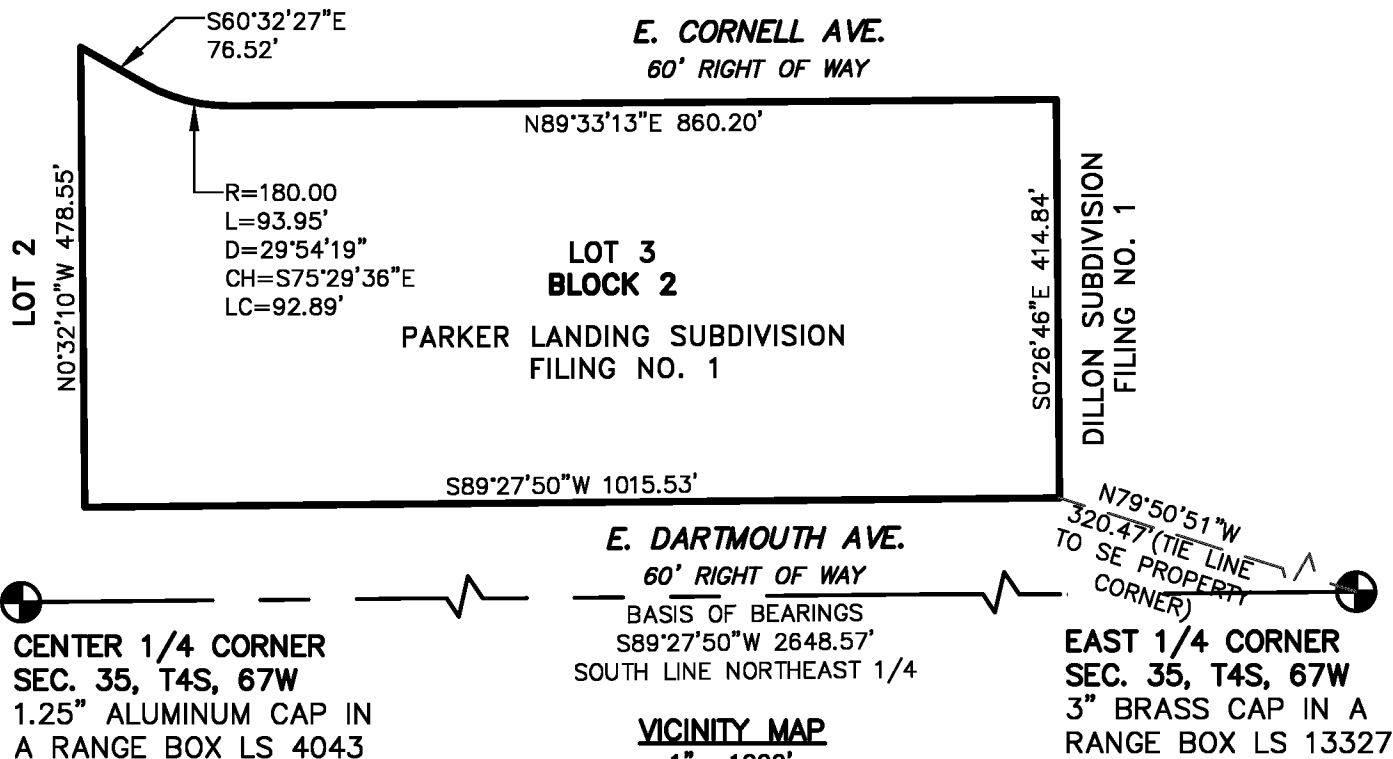 S60°32'27"E
76.52'
E. CORNELL AVE.
60' RIGHT OF WAY
N89°33'13"E 860.20'
R=180.00
L=93.95'
D=29°54'19"
CH=S75°29'36"E
LC=92.89'
LOT 2
N0°32'10"W 478.55'
LOT 3
BLOCK 2
PARKER LANDING SUBDIVISION
FILING NO. 1
S0°26'46"E 414.84'
DILLON SUBDIVISION
FILING NO. 1
S89°27'50"W 1015.53'
N79°50'51"W
320.47'(TIE LINE
TO SE PROPERTY
CORNER)
E. DARTMOUTH AVE.
60' RIGHT OF WAY
BASIS OF BEARINGS
S89°27'50"W 2648.57'
SOUTH LINE NORTHEAST 1/4
CENTER 1/4 CORNER
SEC. 35, T4S, 67W
1.25" ALUMINUM CAP IN
A RANGE BOX LS 4043
EAST 1/4 CORNER
SEC. 35, T4S, 67W
3" BRASS CAP IN A
RANGE BOX LS 13327
VICINITY MAP